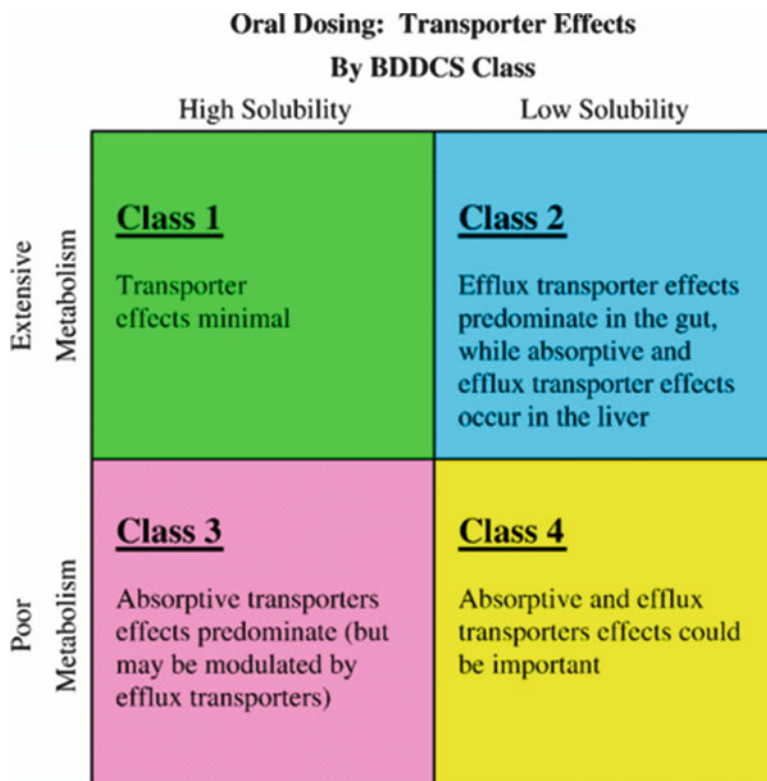 Oral Dosing: Transporter Effects
By BDDCS Class
High Solubility
Low Solubility
Extensive
Metabolism
Class 1
Transporter
effects minimal
Class 2
Efflux transporter effects
predominate in the gut,
while absorptive and
efflux transporter effects
occur in the liver
Poor
Metabolism
Class 3
Absorptive transporters
effects predominate (but
may be modulated by
efflux transporters)
Class 4
Absorptive and efflux
transporters effects could
be important